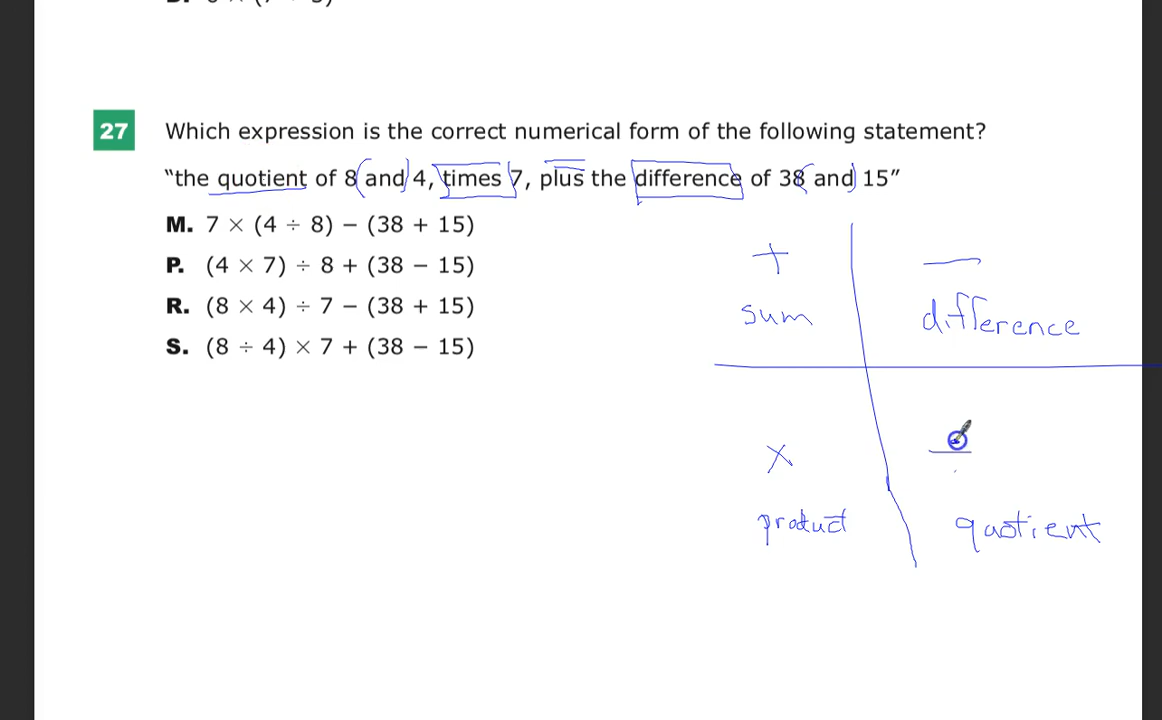 27 Which expression is the correct numerical form of the following statement?
“the quotient of 8 and 4, times 7, plus the difference of 38 and 15”
M. 7 × (4 ÷ 8) − (38 + 15)
P. (4 × 7) ÷ 8 + (38 − 15)
R. (8 × 4) ÷ 7 − (38 + 15)
S. (8 ÷ 4) × 7 + (38 − 15)
+ −
sum difference
×
product quotient